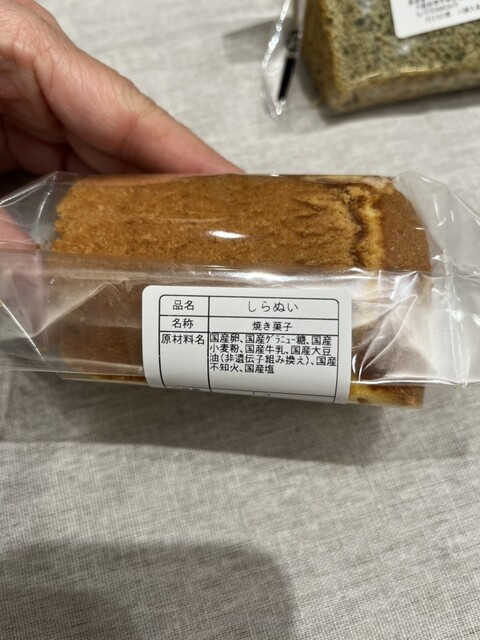 品名 しらぬい
名称 焼き菓子
原材料名 国産卵、国産グラニュー糖、国産
小麦粉、国産牛乳、国産大豆
油(非遺伝子組み換え)、国産
不知火、国産塩